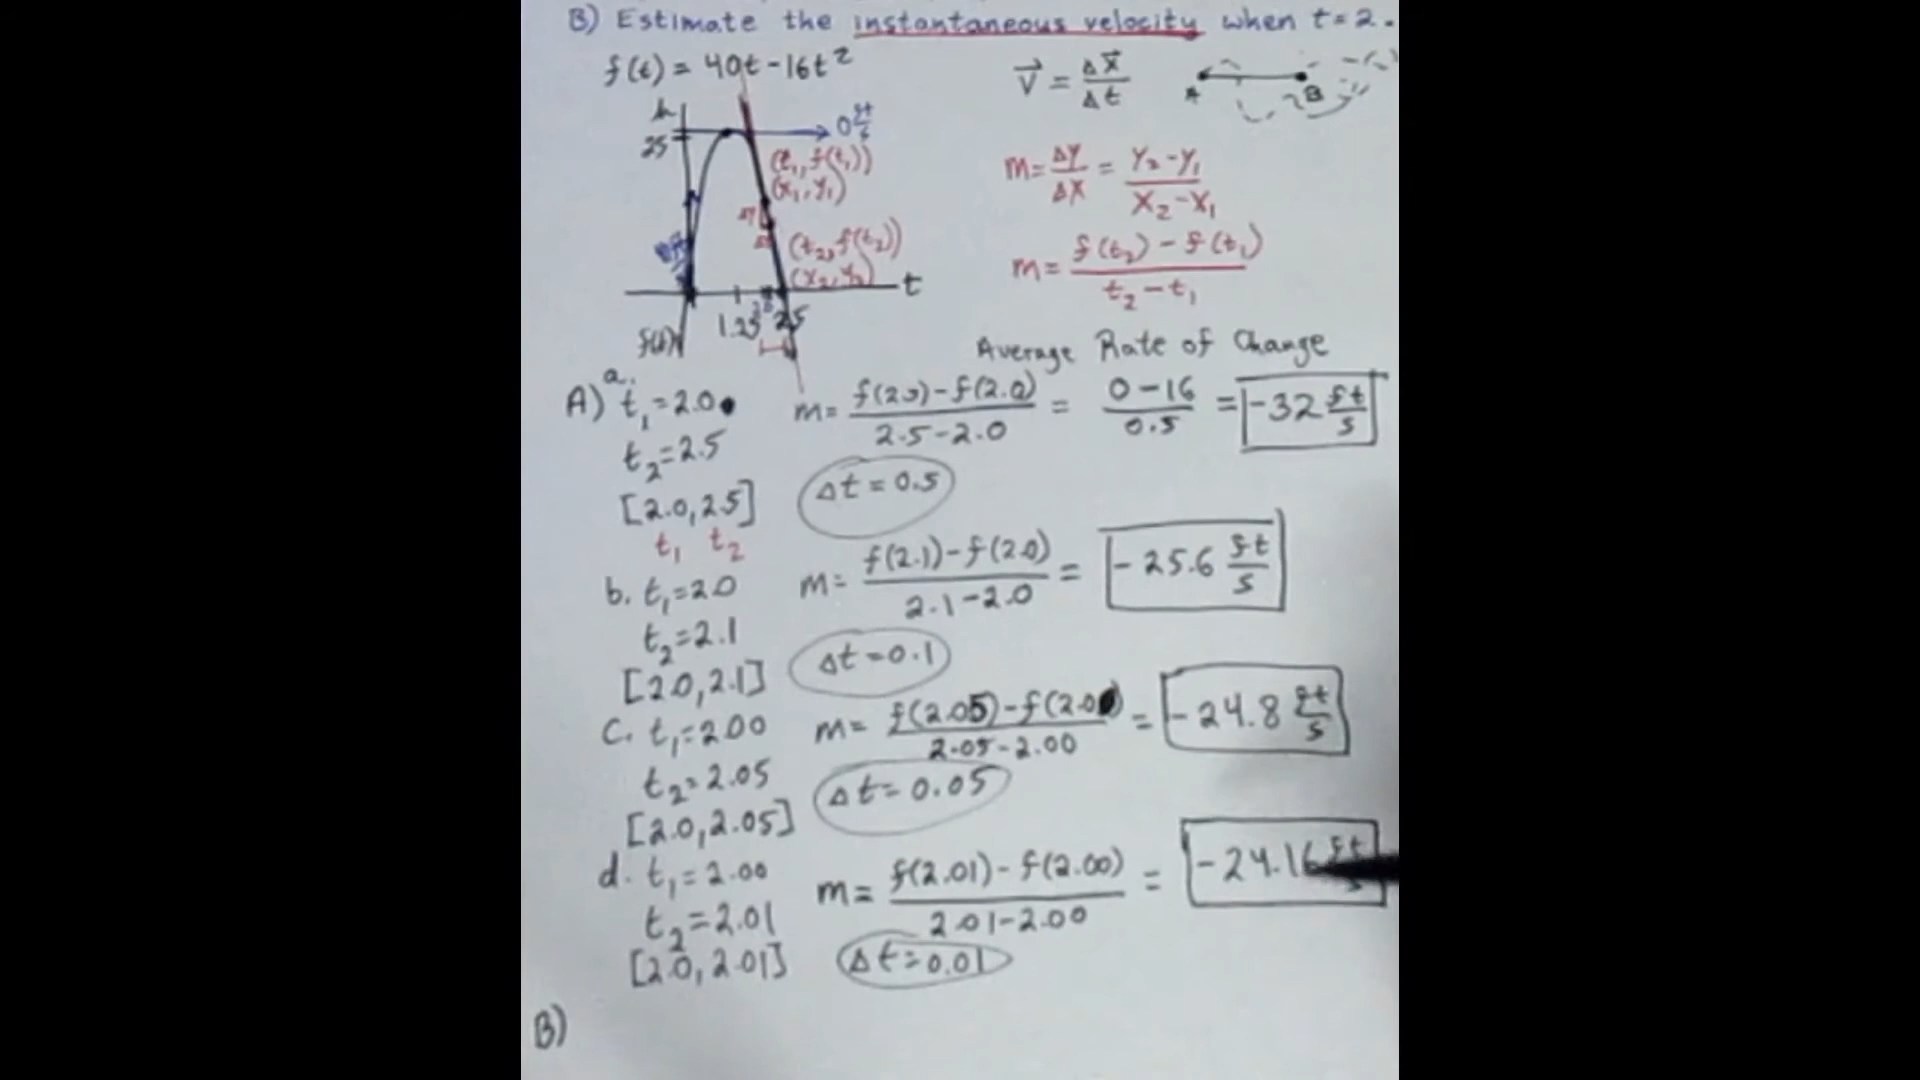 B) Estimate the instantaneous velocity when t=2.
f(t) = 40t - 16t²
V⃗ = Δx⃗/Δt
A B
h
25
0 ft/s
(t₁, f(t₁))
(x₁, y₁)
m = Δy/Δx = (y₂-y₁)/(x₂-x₁)
(t₂, f(t₂))
(x₂, y₂)
m = (f(t₂) - f(t₁))/(t₂-t₁)
t
1.25 2.5
f(t)
Average Rate of Change
A) a. t₁=2.0
t₂=2.5
[2.0, 2.5]
t₁ t₂
m = (f(2.5)-f(2.0))/(2.5-2.0) = (0-16)/0.5 = -32 ft/s
Δt = 0.5
b. t₁=2.0
t₂=2.1
[2.0, 2.1]
m = (f(2.1)-f(2.0))/(2.1-2.0) = -25.6 ft/s
Δt = 0.1
c. t₁=2.00
t₂=2.05
[2.0, 2.05]
m = (f(2.05)-f(2.00))/(2.05-2.00) = -24.8 ft/s
Δt = 0.05
d. t₁=2.00
t₂=2.01
[2.0, 2.01]
m = (f(2.01)-f(2.00))/(2.01-2.00) = -24.16 ft/s
Δt = 0.01
B)